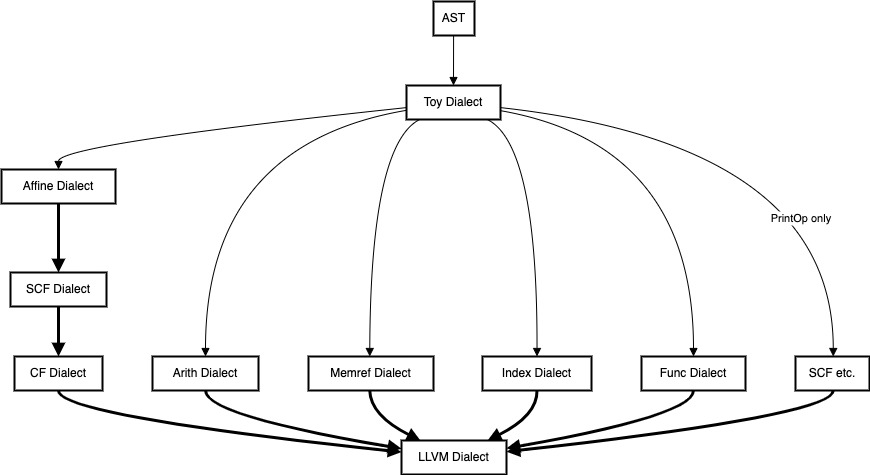 AST
Toy Dialect
Affine Dialect
PrintOp only
SCF Dialect
CF Dialect
Arith Dialect
Memref Dialect
Index Dialect
Func Dialect
SCF etc.
LLVM Dialect